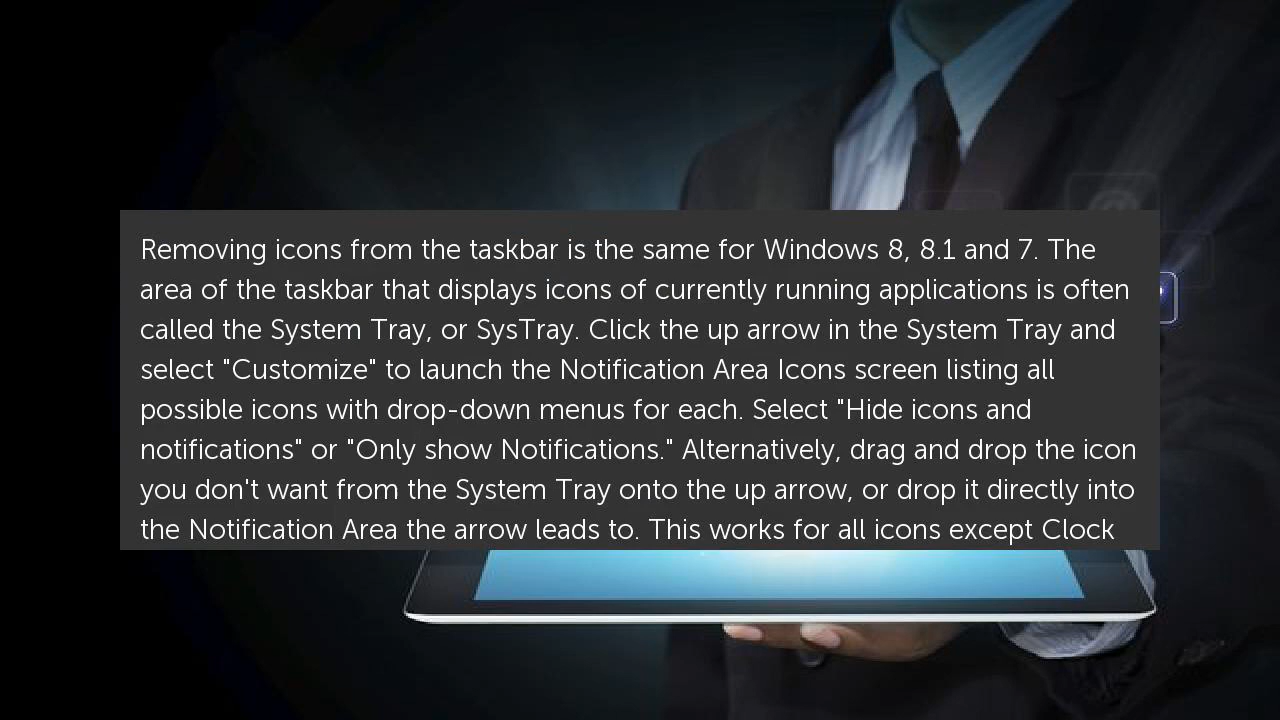 Removing icons from the taskbar is the same for Windows 8, 8.1 and 7. The
area of the taskbar that displays icons of currently running applications is often
called the System Tray, or SysTray. Click the up arrow in the System Tray and
select "Customize" to launch the Notification Area Icons screen listing all
possible icons with drop-down menus for each. Select "Hide icons and
notifications" or "Only show Notifications." Alternatively, drag and drop the icon
you don't want from the System Tray onto the up arrow, or drop it directly into
the Notification Area the arrow leads to. This works for all icons except Clock